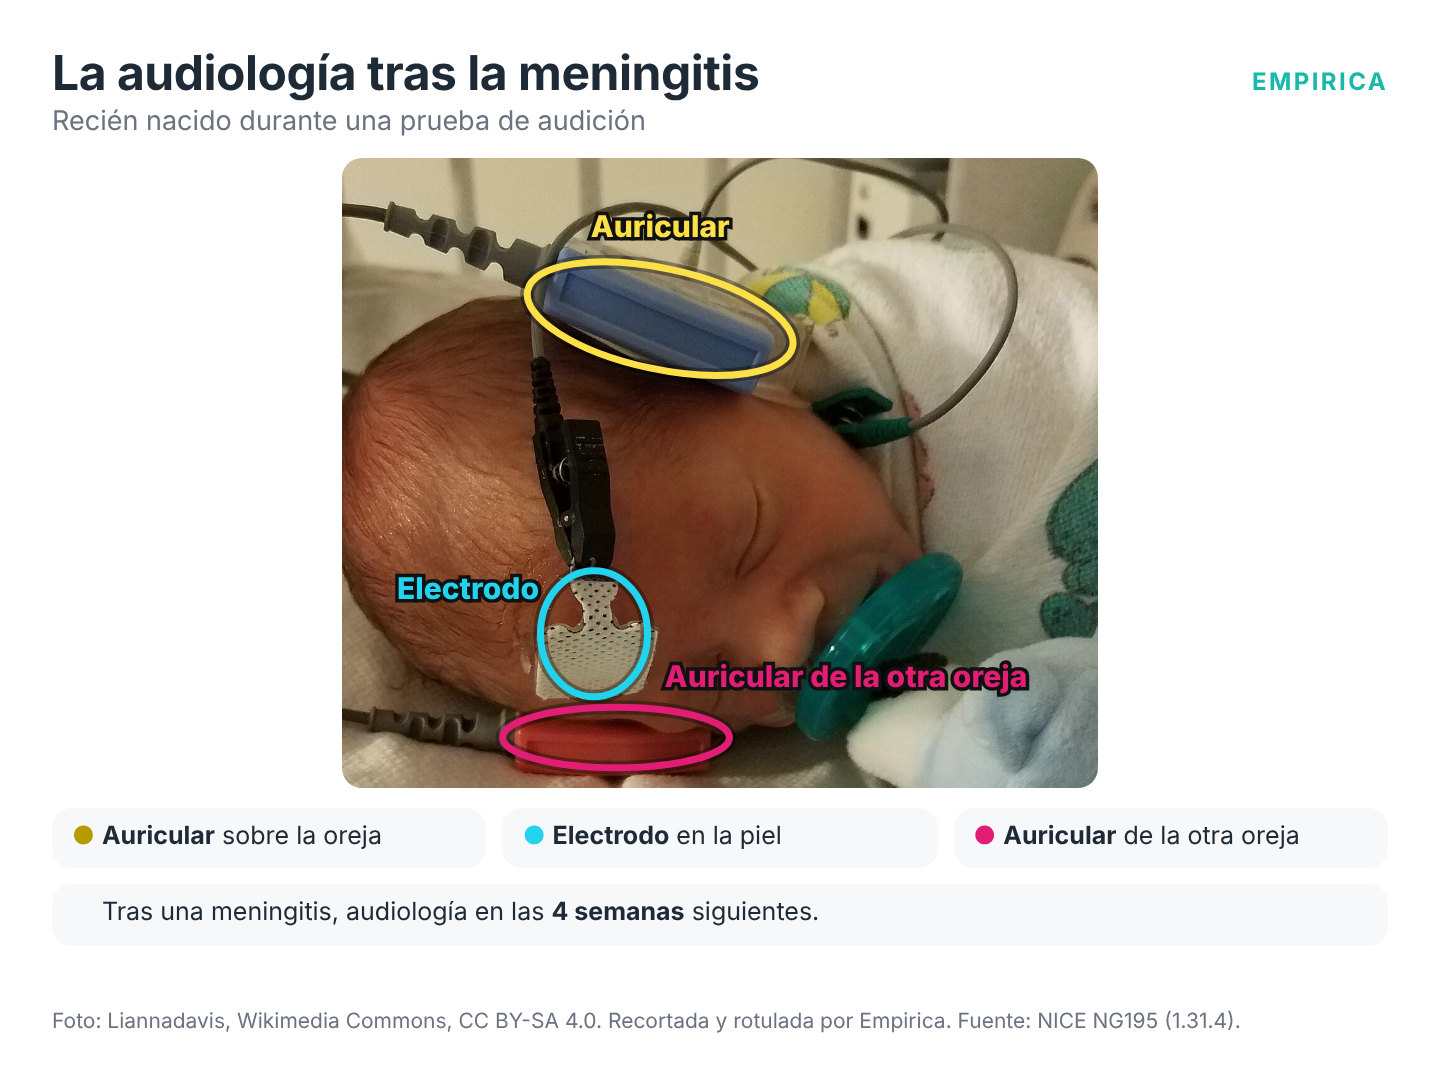 La audiología tras la meningitis
EMPIRICA
Recién nacido durante una prueba de audición
Auricular
Electrodo
Auricular de la otra oreja
Auricular sobre la oreja
Electrodo en la piel
Auricular de la otra oreja
Tras una meningitis, audiología en las 4 semanas siguientes.
Foto: Liannadavis, Wikimedia Commons, CC BY-SA 4.0. Recortada y rotulada por Empirica. Fuente: NICE NG195 (1.31.4).